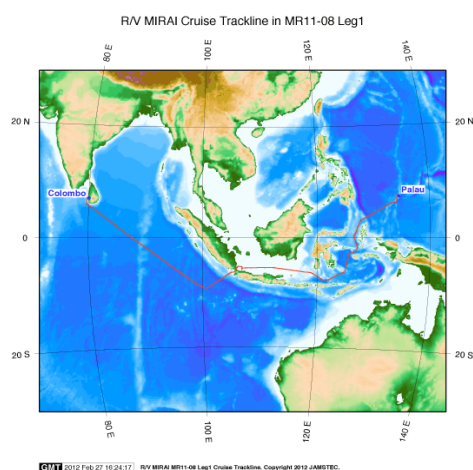 R/V MIRAI Cruise Trackline in MR11-08 Leg1
80 E
100 E
120 E
140 E
20 N
20 N
Colombo
Palau
0
0
20 S
20 S
80 E
100 E
120 E
140 E
GMT 2012 Feb 27 16:24:17 R/V MIRAI MR11-08 Leg1 Cruise Trackline. Copyright 2012 JAMSTEC.